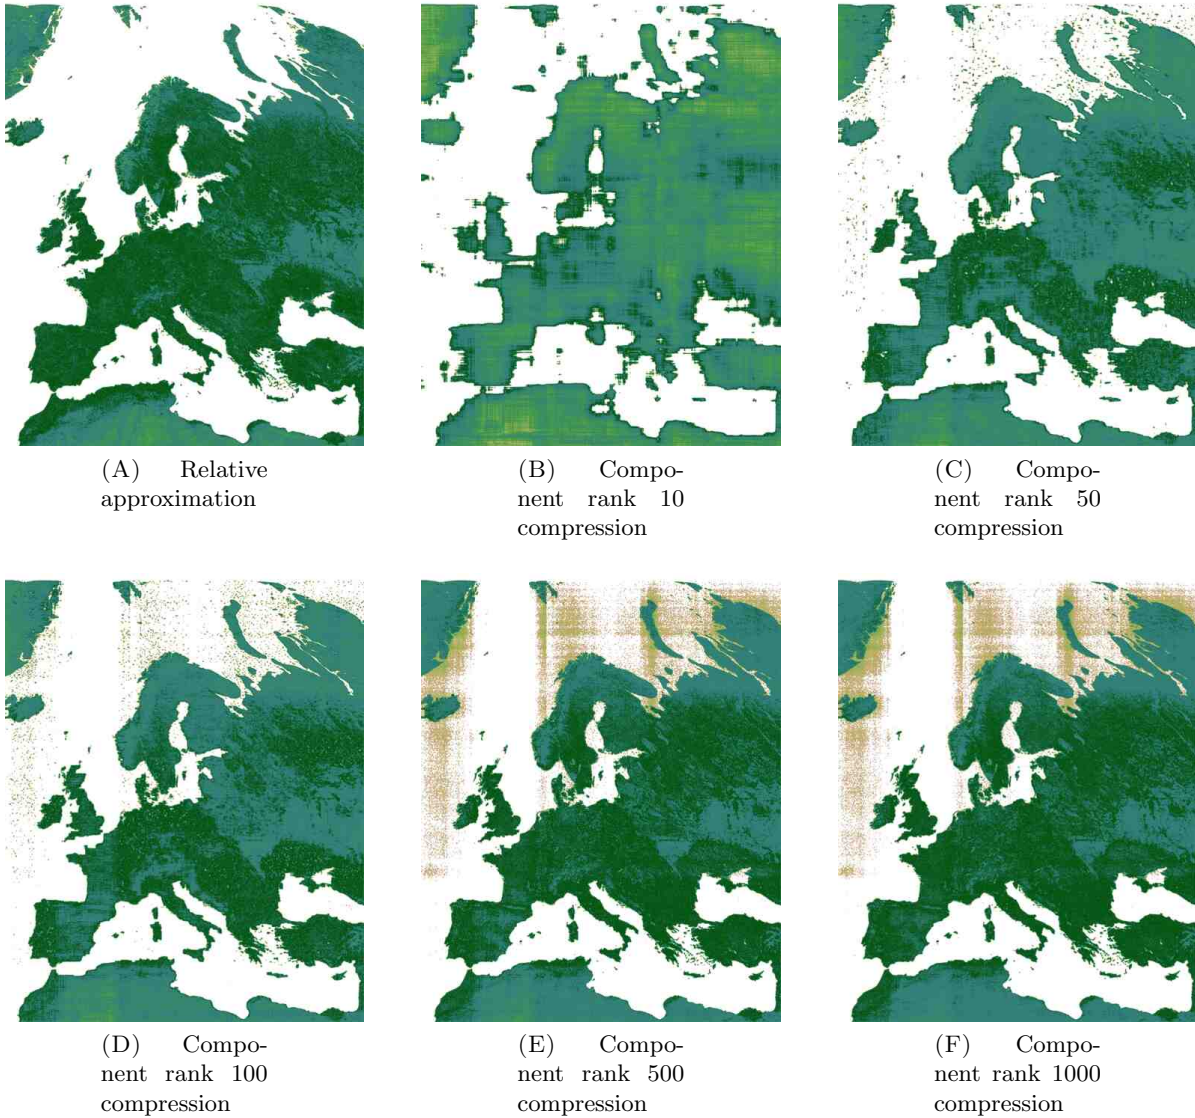 (A) Relative
approximation
(B) Compo-
nent rank 10
compression
(C) Compo-
nent rank 50
compression
(D) Compo-
nent rank 100
compression
(E) Compo-
nent rank 500
compression
(F) Compo-
nent rank 1000
compression